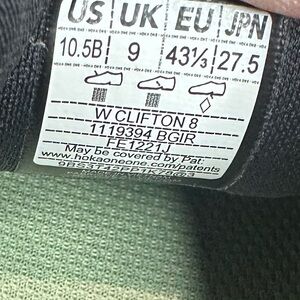 US UK EU JPN
10.5B 9 43⅓ 27.5
W CLIFTON 8
1119394 BGIR
FE1221J
May be covered by Pat:
www.hokaoneone.com/patents